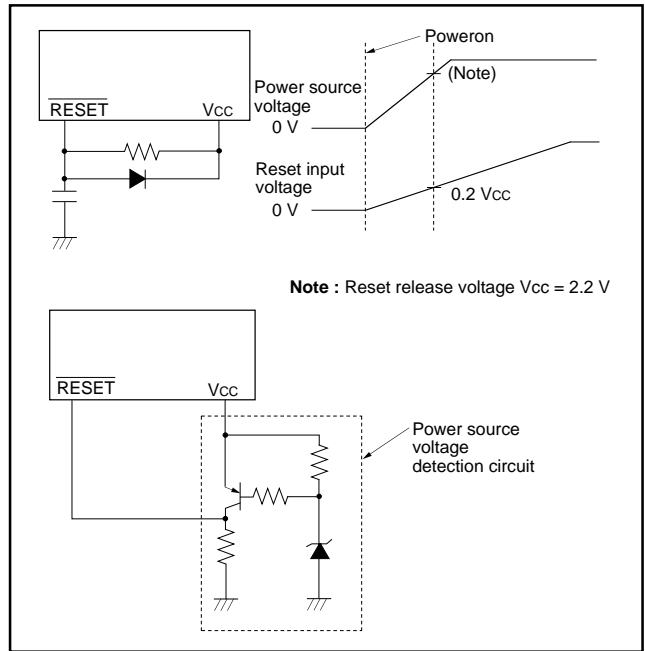 Poweron
(Note)
Power source
voltage
0 V
RESET
Vcc
Reset input
voltage
0 V
0.2 Vcc
Note : Reset release voltage Vcc = 2.2 V
RESET
Vcc
Power source
voltage
detection circuit